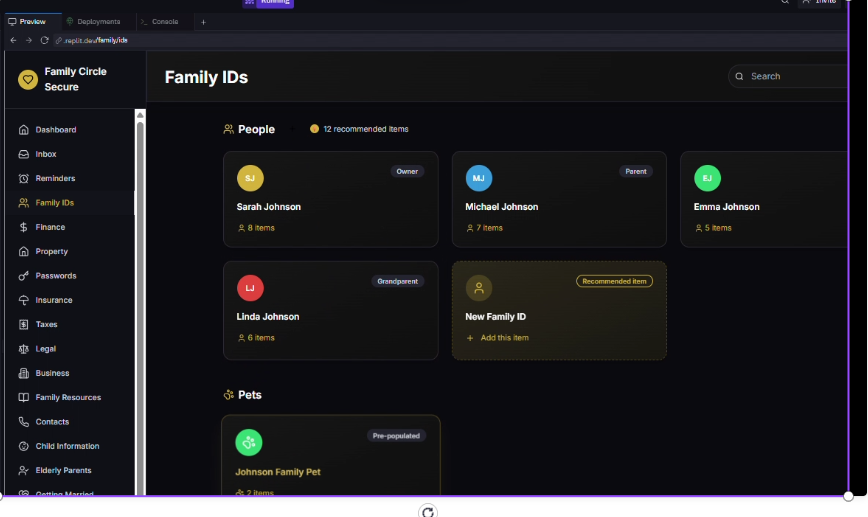 Running
Invite
Preview
Deployments
Console
.replit.dev/family/ids
Family Circle
Secure
Family IDs
Search
Dashboard
Inbox
Reminders
Family IDs
Finance
Property
Passwords
Insurance
Taxes
Legal
Business
Family Resources
Contacts
Child Information
Elderly Parents
Getting Married
People
12 recommended items
SJ
Owner
Sarah Johnson
8 items
MJ
Parent
Michael Johnson
7 items
EJ
Emma Johnson
5 items
LJ
Grandparent
Linda Johnson
6 items
Recommended item
New Family ID
+ Add this item
Pets
Pre-populated
Johnson Family Pet
2 items